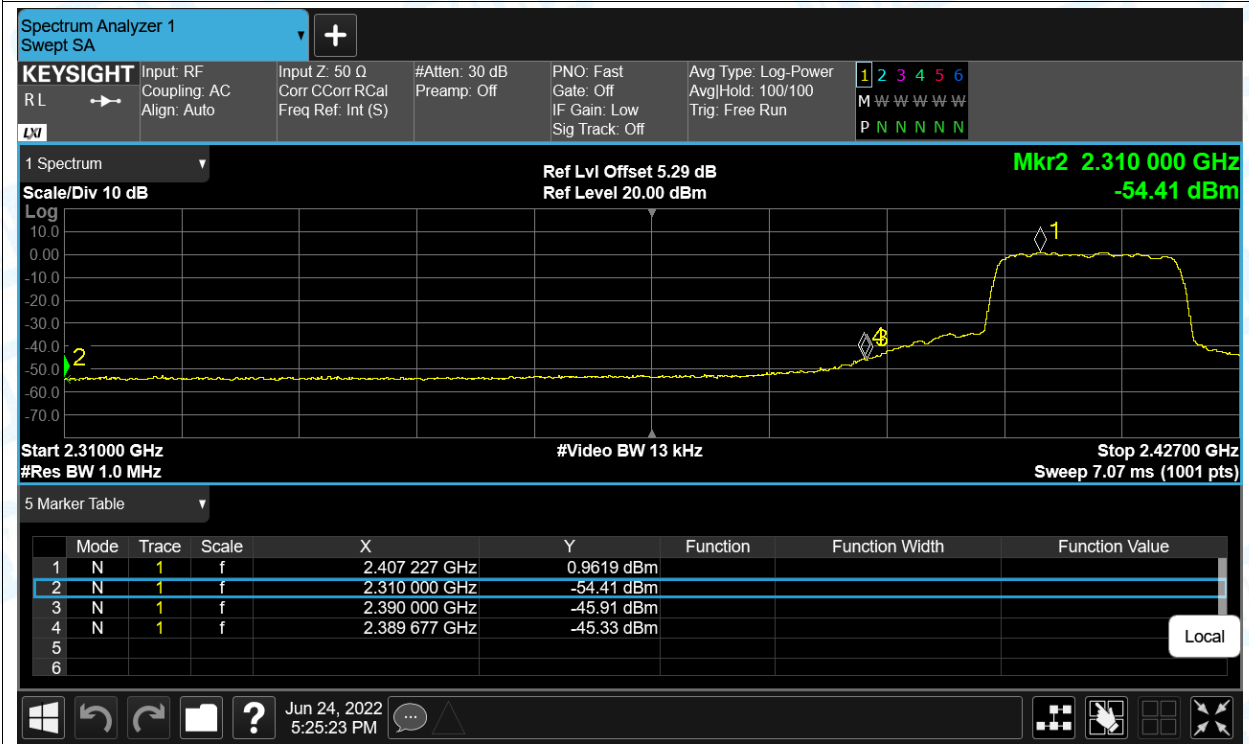 Spectrum Analyzer 1
Swept SA
KEYSIGHT
R L
LXI
Input: RF
Coupling: AC
Align: Auto
Input Z: 50 Ω
Corr CCorr RCal
Freq Ref: Int (S)
#Atten: 30 dB
Preamp: Off
PNO: Fast
Gate: Off
IF Gain: Low
Sig Track: Off
Avg Type: Log-Power
Avg|Hold: 100/100
Trig: Free Run
1 2 3 4 5 6
M W W W W W
P N N N N N
1 Spectrum
Scale/Div 10 dB
Ref Lvl Offset 5.29 dB
Ref Level 20.00 dBm
Mkr2 2.310 000 GHz
-54.41 dBm
Log
10.0
0.00
-10.0
-20.0
-30.0
-40.0
-50.0
-60.0
-70.0
1
2
Start 2.31000 GHz
#Video BW 13 kHz
Stop 2.42700 GHz
#Res BW 1.0 MHz
Sweep 7.07 ms (1001 pts)
5 Marker Table
Mode Trace Scale X Y Function Function Width Function Value
1 N 1 f 2.407 227 GHz 0.9619 dBm
2 N 1 f 2.310 000 GHz -54.41 dBm
3 N 1 f 2.390 000 GHz -45.91 dBm
4 N 1 f 2.389 677 GHz -45.33 dBm
5
6
Local
?
Jun 24, 2022
5:25:23 PM